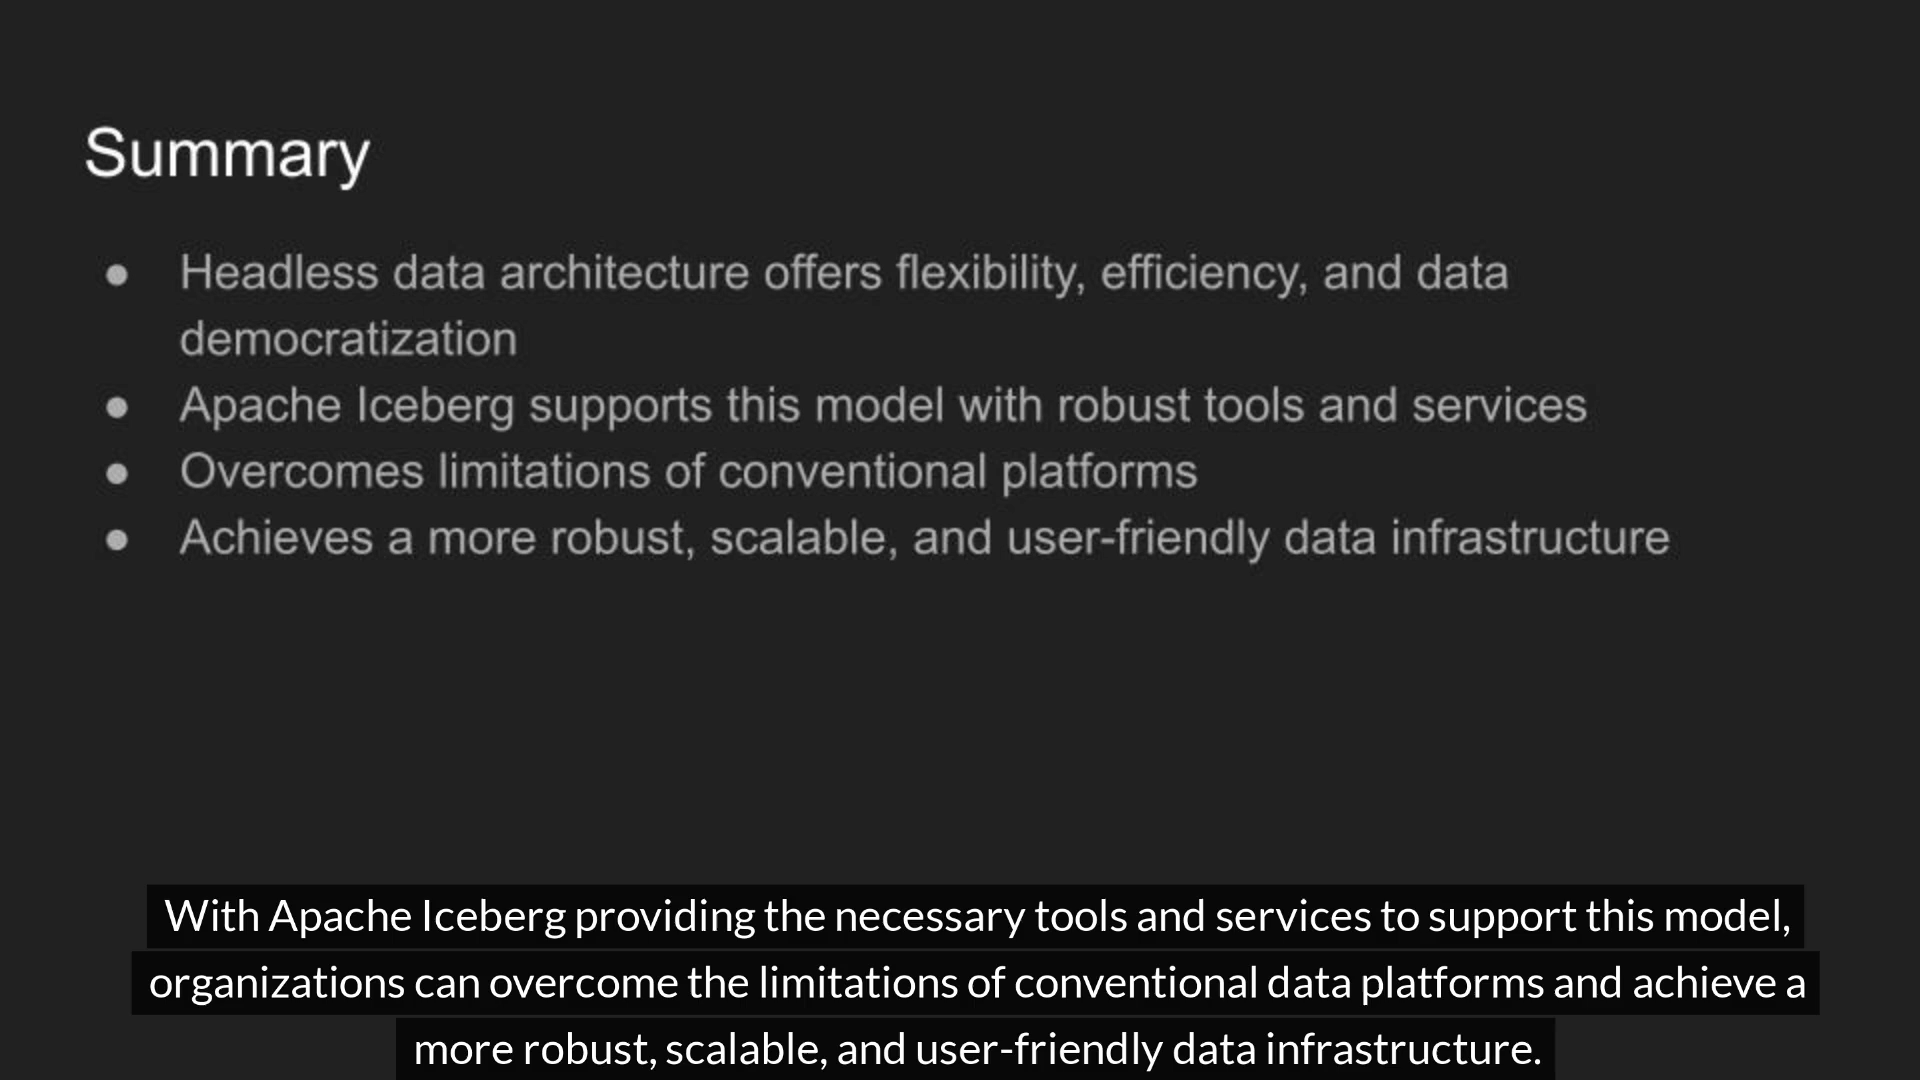 Summary
● Headless data architecture offers flexibility, efficiency, and data
democratization
● Apache Iceberg supports this model with robust tools and services
● Overcomes limitations of conventional platforms
● Achieves a more robust, scalable, and user-friendly data infrastructure
With Apache Iceberg providing the necessary tools and services to support this model,
organizations can overcome the limitations of conventional data platforms and achieve a
more robust, scalable, and user-friendly data infrastructure.